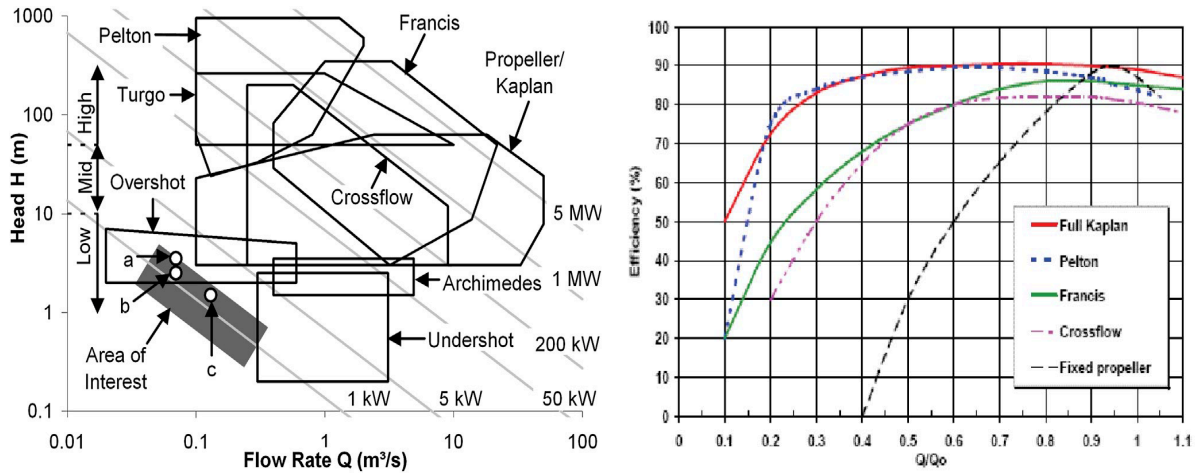 1000
100
10
1
0.1
Head H (m)
High
Mid
Low
Pelton
Turgo
Overshot
a
b
c
Area of
Interest
Francis
Propeller/
Kaplan
Crossflow
Archimedes
Undershot
5 MW
1 MW
200 kW
1 kW
5 kW
50 kW
0.01
0.1
1
10
100
Flow Rate Q (m³/s)
100
90
80
70
60
50
40
30
20
10
0
Efficiency (%)
Full Kaplan
Pelton
Francis
Crossflow
Fixed propeller
0
0.1
0.2
0.3
0.4
0.5
0.6
0.7
0.8
0.9
1
1.1
Q/Qo